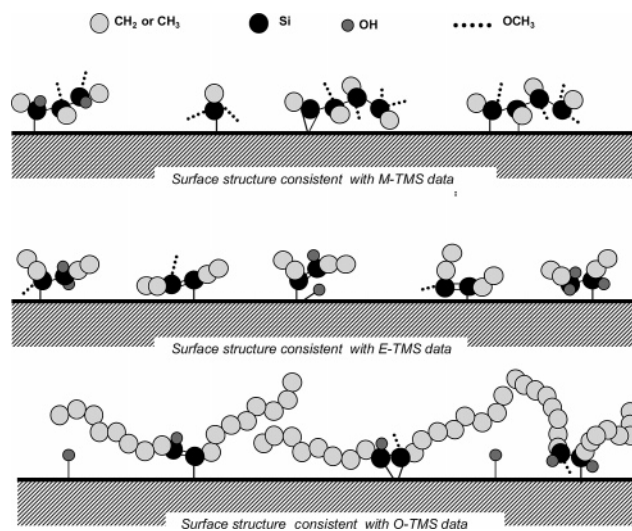 CH2 or CH3 Si OH OCH3
Surface structure consistent with M-TMS data
Surface structure consistent with E-TMS data
Surface structure consistent with O-TMS data